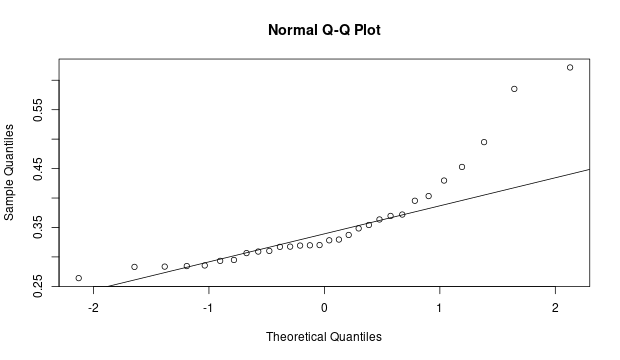 Normal Q-Q Plot
Sample Quantiles
0.55
0.45
0.35
0.25
-2 -1 0 1 2
Theoretical Quantiles